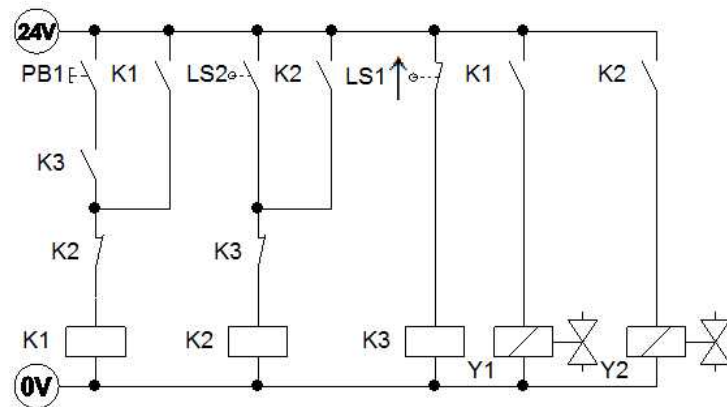 24V
PB1 K1 LS2 K2 LS1 K1 K2
K3
K2 K3
K1 K2 K3
Y1 Y2
0V